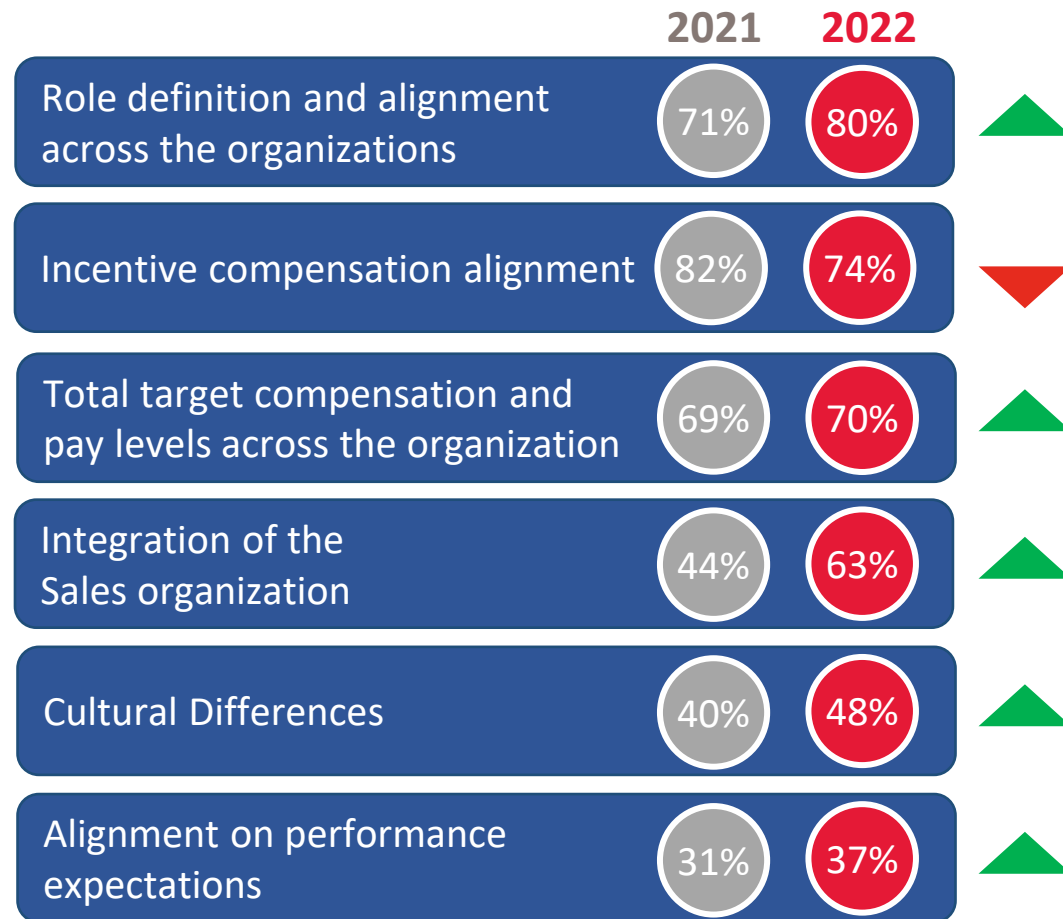 2021 2022
Role definition and alignment
across the organizations
71% 80%
Incentive compensation alignment 82% 74%
Total target compensation and
pay levels across the organization
69% 70%
Integration of the
Sales organization
44% 63%
Cultural Differences 40% 48%
Alignment on performance
expectations
31% 37%